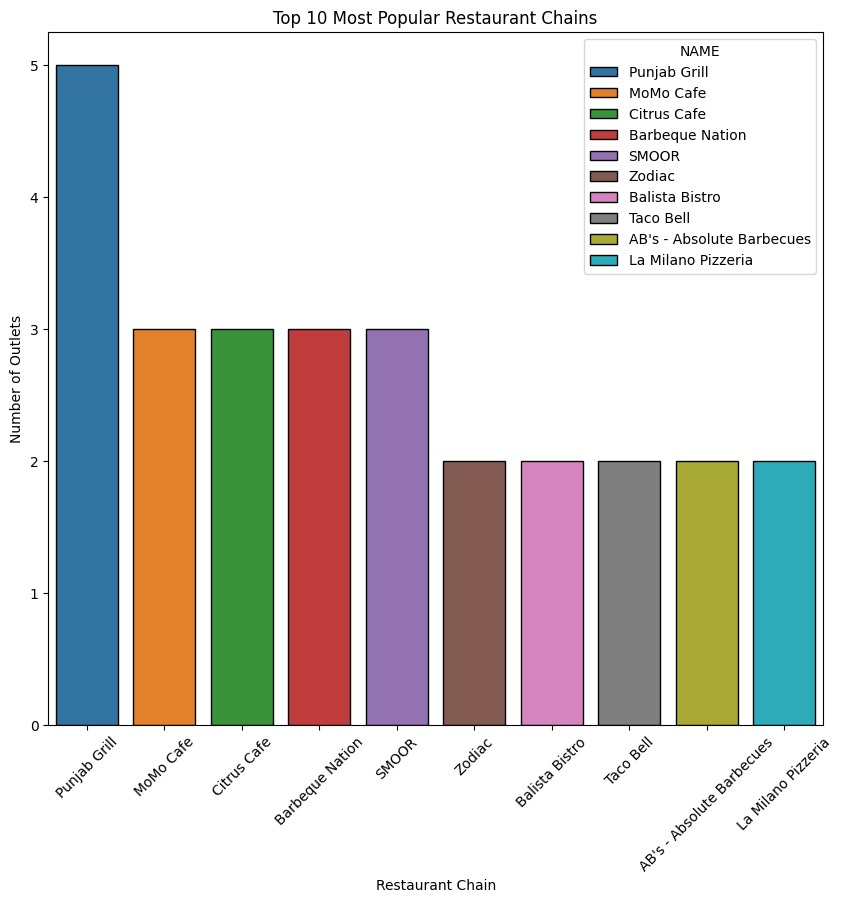 Top 10 Most Popular Restaurant Chains
NAME
Punjab Grill
MoMo Cafe
Citrus Cafe
Barbeque Nation
SMOOR
Zodiac
Balista Bistro
Taco Bell
AB's - Absolute Barbecues
La Milano Pizzeria
Number of Outlets
5
4
3
2
1
0
Punjab Grill
MoMo Cafe
Citrus Cafe
Barbeque Nation
SMOOR
Zodiac
Balista Bistro
Taco Bell
AB's - Absolute Barbecues
La Milano Pizzeria
Restaurant Chain